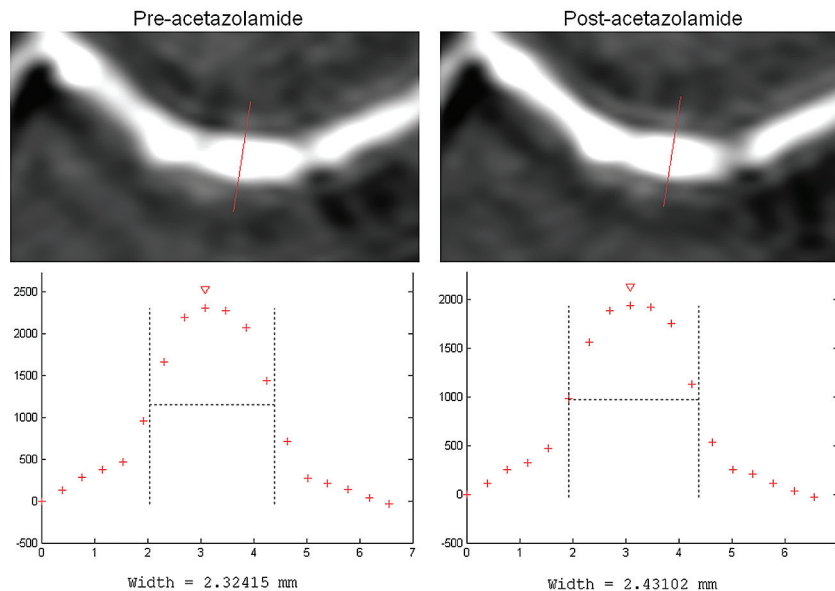 Pre-acetazolamide
Post-acetazolamide
2500
2000
1500
1000
500
0
-500
0 1 2 3 4 5 6 7
Width = 2.32415 mm
2000
1500
1000
500
0
-500
0 1 2 3 4 5 6
Width = 2.43102 mm